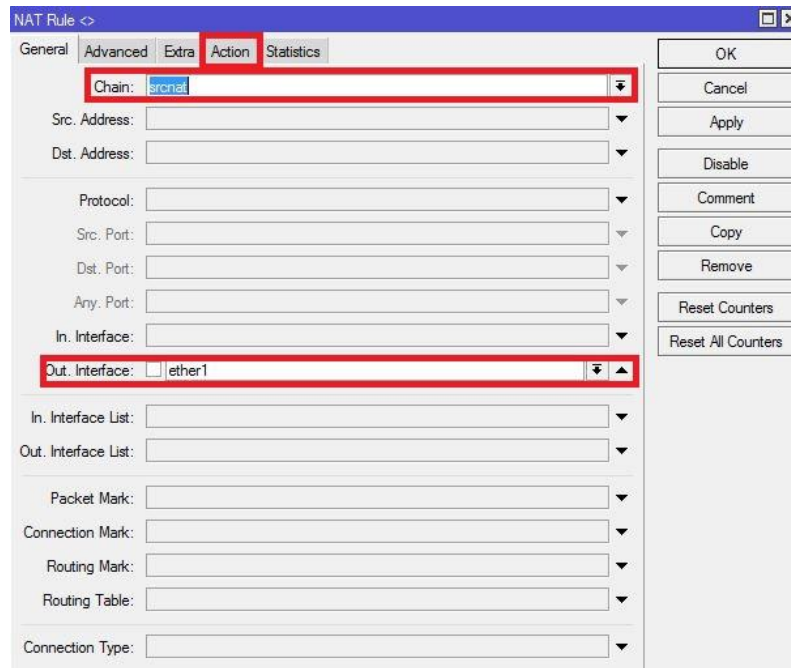 NAT Rule <>
General Advanced Extra Action Statistics
Chain: srcnat
Src. Address:
Dst. Address:
Protocol:
Src. Port:
Dst. Port:
Any. Port:
In. Interface:
Out. Interface: ether1
In. Interface List:
Out. Interface List:
Packet Mark:
Connection Mark:
Routing Mark:
Routing Table:
Connection Type:
OK
Cancel
Apply
Disable
Comment
Copy
Remove
Reset Counters
Reset All Counters